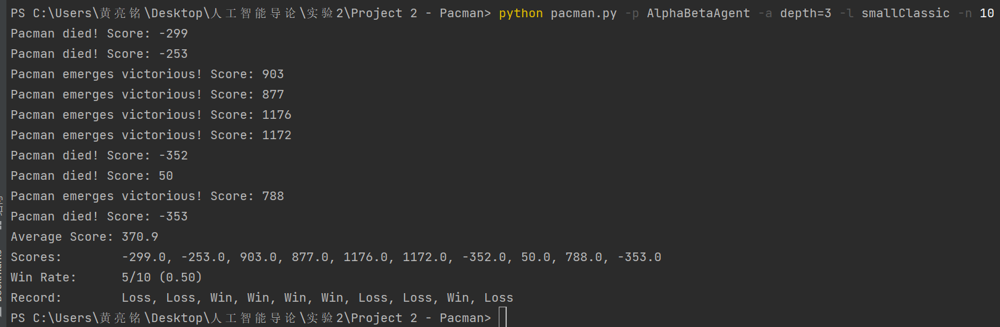 PS C:\Users\黄亮铭\Desktop\人工智能导论\实验2\Project 2 - Pacman> python pacman.py -p AlphaBetaAgent -a depth=3 -l smallClassic -n 10
Pacman died! Score: -299
Pacman died! Score: -253
Pacman emerges victorious! Score: 903
Pacman emerges victorious! Score: 877
Pacman emerges victorious! Score: 1176
Pacman emerges victorious! Score: 1172
Pacman died! Score: -352
Pacman died! Score: 50
Pacman emerges victorious! Score: 788
Pacman died! Score: -353
Average Score: 370.9
Scores:        -299.0, -253.0, 903.0, 877.0, 1176.0, 1172.0, -352.0, 50.0, 788.0, -353.0
Win Rate:      5/10 (0.50)
Record:        Loss, Loss, Win, Win, Win, Win, Loss, Loss, Win, Loss
PS C:\Users\黄亮铭\Desktop\人工智能导论\实验2\Project 2 - Pacman>